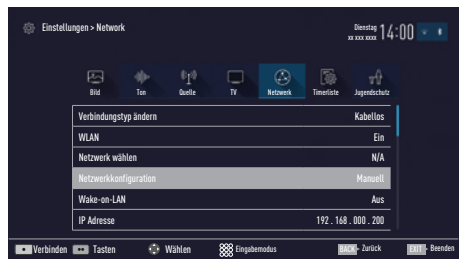 Einstellungen > Network
Dienstag 14:00
xx xxx xxxx
Bild Ton Quelle TV Netzwerk Timerliste Jugendschutz
Verbindungstyp ändern Kabellos
WLAN Ein
Netzwerk wählen N/A
Netzwerkkonfiguration Manuell
Wake-on-LAN Aus
IP Adresse 192 . 168 . 000 . 200
Verbinden Tasten Wählen Eingabemodus BACK - Zurück EXIT - Beenden